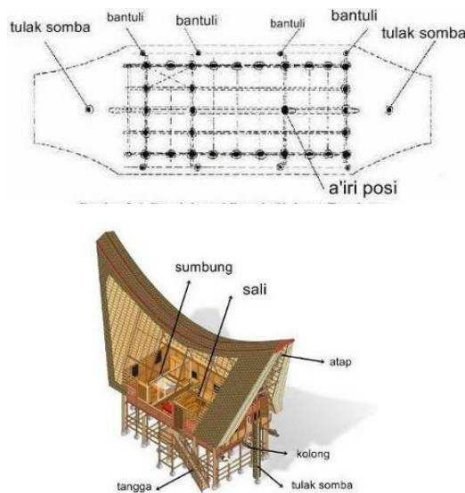 bantuli
bantuli
bantuli
bantuli
tulak somba
tulak somba
a'iri posi
sumbung
sali
atap
kolong
tangga
tulak somba